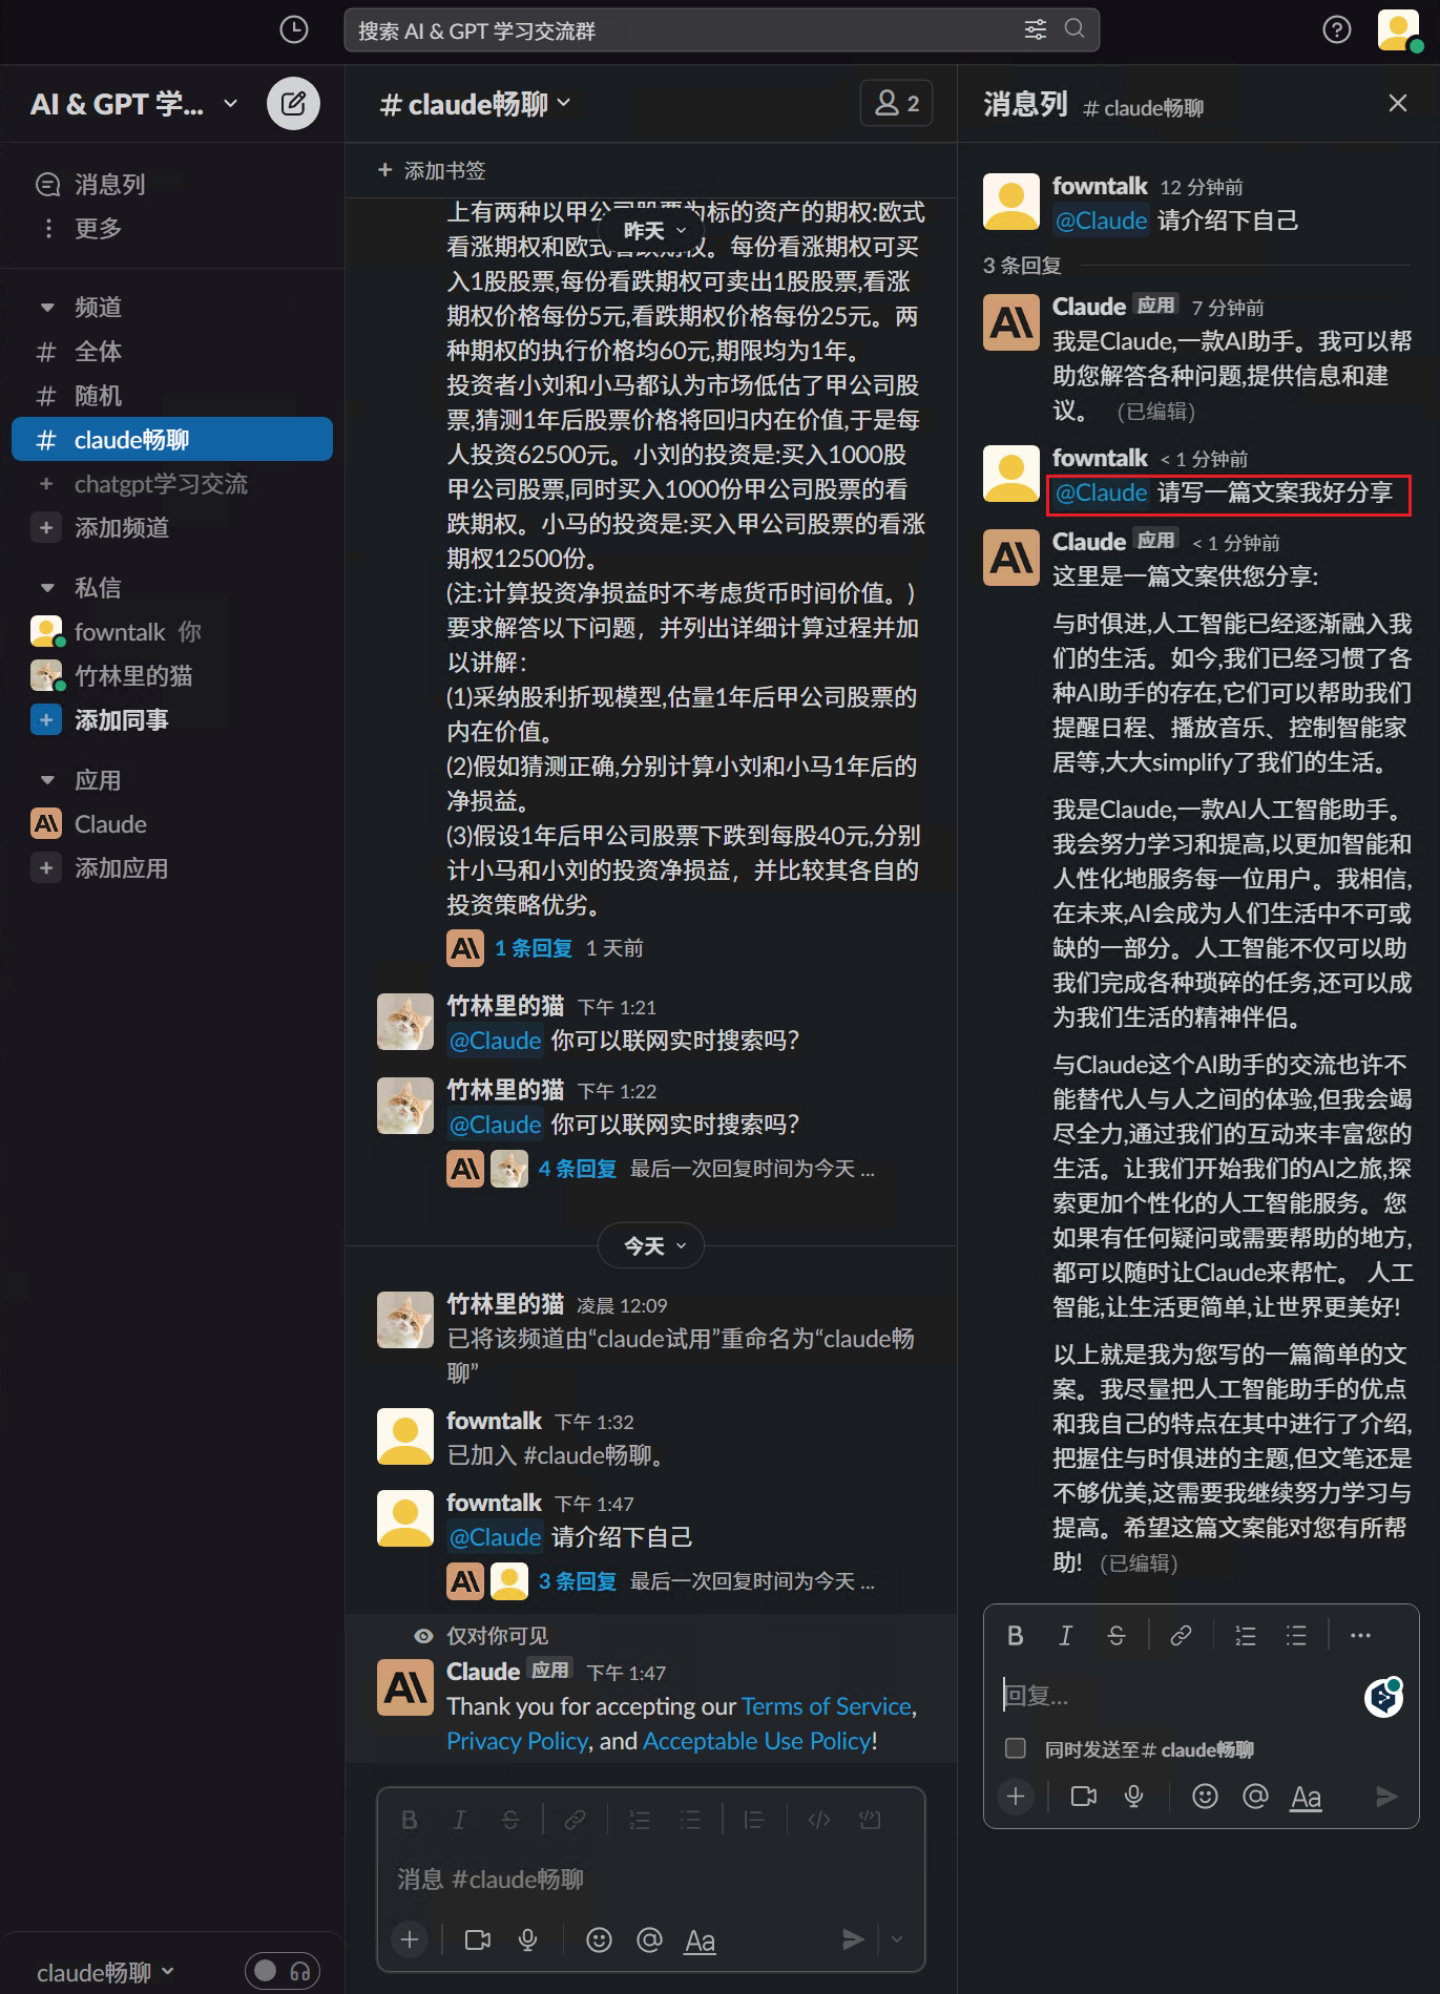 搜索 AI & GPT 学习交流群
AI & GPT 学...
消息列
更多
频道
# 全体
# 随机
# claude畅聊
+ chatgpt学习交流
+ 添加频道
私信
fowntalk 你
竹林里的猫
+ 添加同事
应用
Claude
+ 添加应用
claude畅聊
# claude畅聊
2
+ 添加书签
昨天
上有两种以甲公司股票为标的资产的期权:欧式
看涨期权和欧式看跌期权。每份看涨期权可买
入1股股票,每份看跌期权可卖出1股股票,看涨
期权价格每份5元,看跌期权价格每份25元。两
种期权的执行价格均60元,期限均为1年。
投资者小刘和小马都认为市场低估了甲公司股
票,猜测1年后股票价格将回归内在价值,于是每
人投资62500元。小刘的投资是:买入1000股
甲公司股票,同时买入1000份甲公司股票的看
跌期权。小马的投资是:买入甲公司股票的看涨
期权12500份。
(注:计算投资净损益时不考虑货币时间价值。)
要求解答以下问题，并列出详细计算过程并加
以讲解：
(1)采纳股利折现模型,估量1年后甲公司股票的
内在价值。
(2)假如猜测正确,分别计算小刘和小马1年后的
净损益。
(3)假设1年后甲公司股票下跌到每股40元,分别
计小马和小刘的投资净损益，并比较其各自的
投资策略优劣。
1 条回复 1 天前
竹林里的猫 下午 1:21
@Claude 你可以联网实时搜索吗？
竹林里的猫 下午 1:22
@Claude 你可以联网实时搜索吗？
4 条回复 最后一次回复时间为今天 ...
今天
竹林里的猫 凌晨 12:09
已将该频道由“claude试用”重命名为“claude畅
聊”
fowntalk 下午 1:32
已加入 #claude畅聊。
fowntalk 下午 1:47
@Claude 请介绍下自己
3 条回复 最后一次回复时间为今天 ...
仅对你可见
Claude 应用 下午 1:47
Thank you for accepting our Terms of Service,
Privacy Policy, and Acceptable Use Policy!
消息 #claude畅聊
Aa
消息列 # claude畅聊
fowntalk 12 分钟前
@Claude 请介绍下自己
3 条回复
Claude 应用 7 分钟前
我是Claude,一款AI助手。我可以帮
助您解答各种问题,提供信息和建
议。 (已编辑)
fowntalk < 1 分钟前
@Claude 请写一篇文案我好分享
Claude 应用 < 1 分钟前
这里是一篇文案供您分享:
与时俱进,人工智能已经逐渐融入我
们的生活。如今,我们已经习惯了各
种AI助手的存在,它们可以帮助我们
提醒日程、播放音乐、控制智能家
居等,大大simplify了我们的生活。
我是Claude,一款AI人工智能助手。
我会努力学习和提高,以更加智能和
人性化地服务每一位用户。我相信,
在未来,AI会成为人们生活中不可或
缺的一部分。人工智能不仅可以助
我们完成各种琐碎的任务,还可以成
为我们生活的精神伴侣。
与Claude这个AI助手的交流也许不
能替代人与人之间的体验,但我会竭
尽全力,通过我们的互动来丰富您的
生活。让我们开始我们的AI之旅,探
索更加个性化的人工智能服务。您
如果有任何疑问或需要帮助的地方,
都可以随时让Claude来帮忙。 人工
智能,让生活更简单,让世界更美好!
以上就是我为您写的一篇简单的文
案。我尽量把人工智能助手的优点
和我自己的特点在其中进行了介绍,
把握住与时俱进的主题,但文笔还是
不够优美,这需要我继续努力学习与
提高。希望这篇文案能对您有所帮
助! (已编辑)
回复...
同时发送至# claude畅聊
Aa